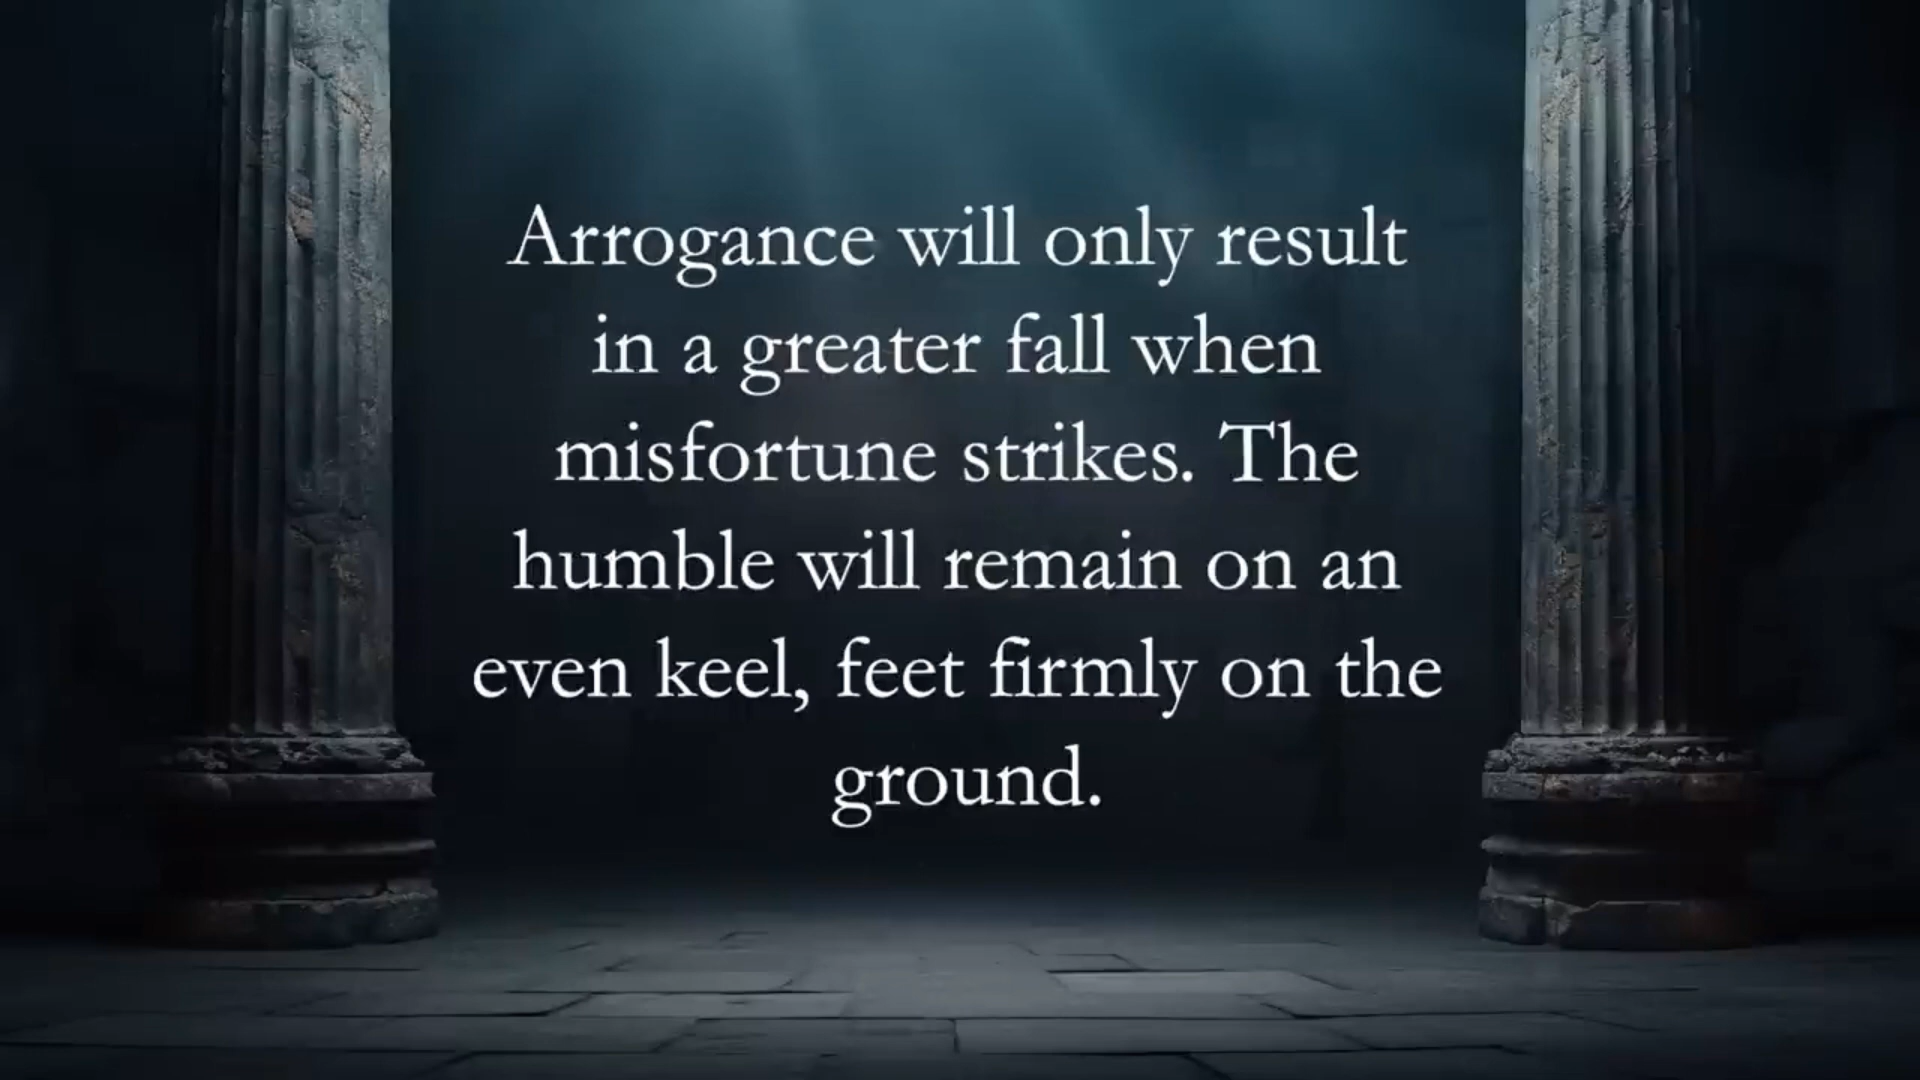 Arrogance will only result
in a greater fall when
misfortune strikes. The
humble will remain on an
even keel, feet firmly on the
ground.